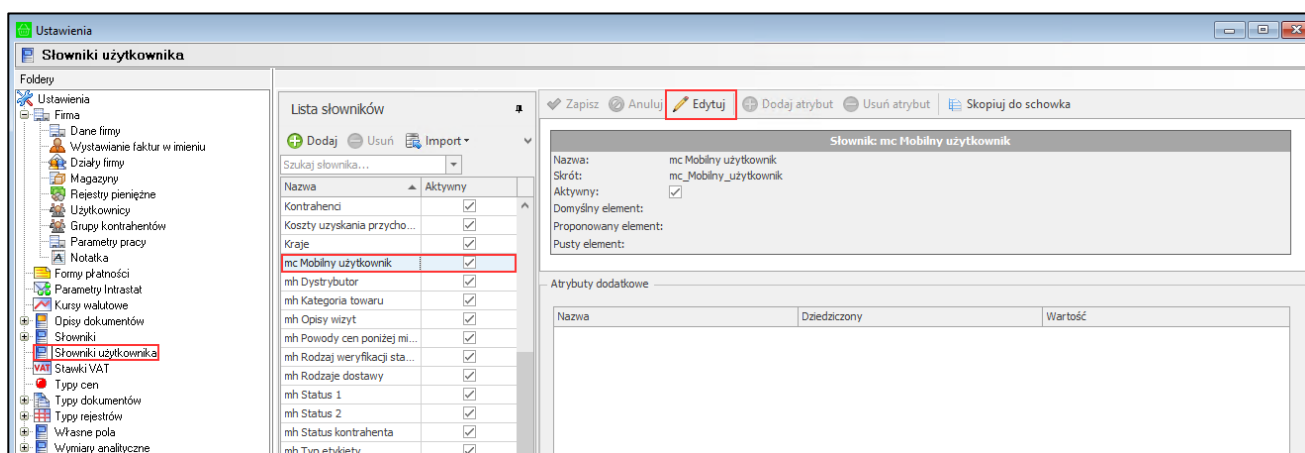 Ustawienia
Słowniki użytkownika
Foldery
Ustawienia
Firma
Dane firmy
Wystawianie faktur w imieniu
Działy firmy
Magazyny
Rejestry pieniężne
Użytkownicy
Grupy kontrahentów
Parametry pracy
A Notatka
Formy płatności
Parametry Intrastat
Kursy walutowe
Opisy dokumentów
Słowniki
Słowniki użytkownika
VAT Stawki VAT
Typy cen
Typy dokumentów
Typy rejestrów
Własne pola
Wymiary analityczne
Lista słowników
Dodaj Usuń Import
Szukaj słownika...
Nazwa Aktywny
Kontrahenci
Koszty uzyskania przycho...
Kraje
mc Mobilny użytkownik
mh Dystrybutor
mh Kategoria towaru
mh Opisy wizyt
mh Powody cen poniżej mi...
mh Rodzaj weryfikacji sta...
mh Rodzaje dostawy
mh Status 1
mh Status 2
mh Status kontrahenta
mh Typ etykiety
Zapisz Anuluj Edytuj Dodaj atrybut Usuń atrybut Skopiuj do schowka
Słownik: mc Mobilny użytkownik
Nazwa: mc Mobilny użytkownik
Skrót: mc_Mobilny_użytkownik
Aktywny:
Domyślny element:
Proponowany element:
Pusty element:
Atrybuty dodatkowe
Nazwa Dziedziczony Wartość